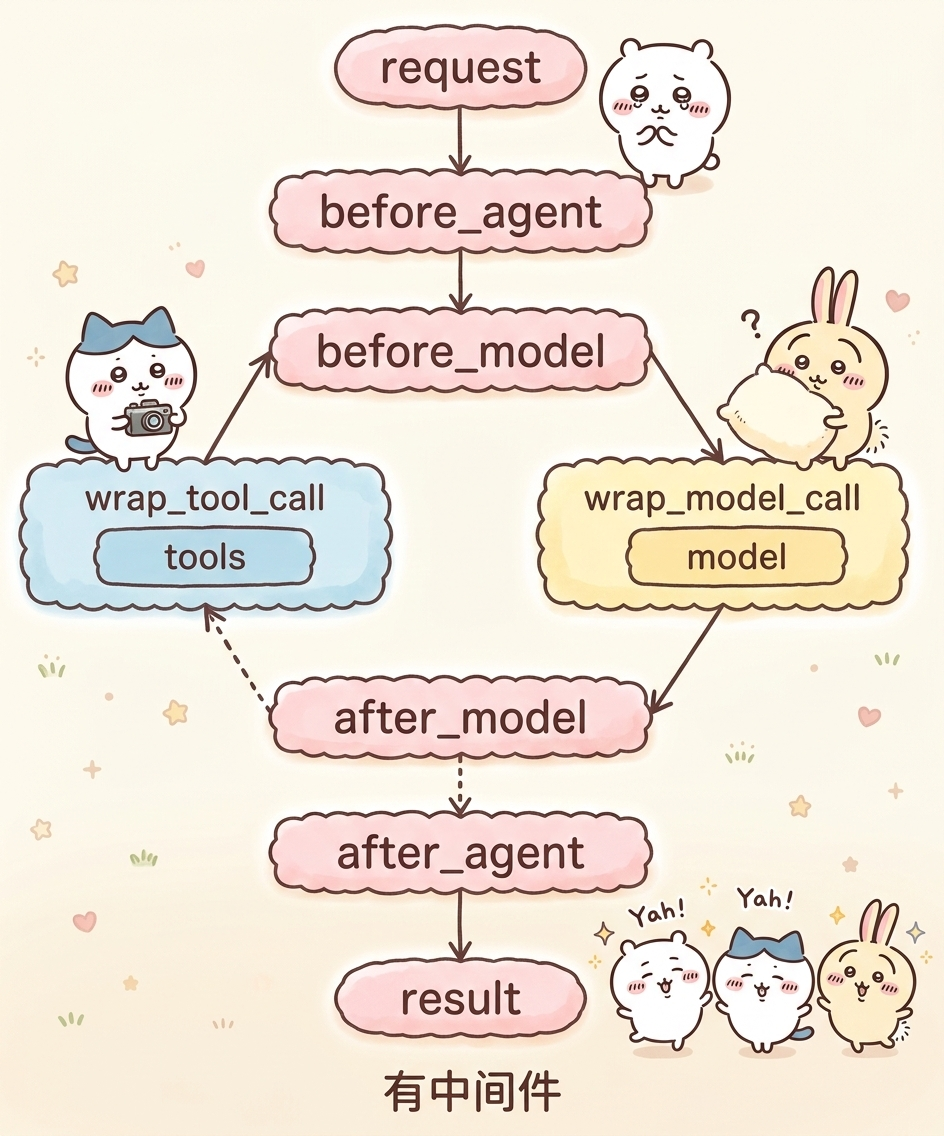 request
before_agent
before_model
?
wrap_tool_call
tools
wrap_model_call
model
after_model
after_agent
Yah!
Yah!
result
有中间件